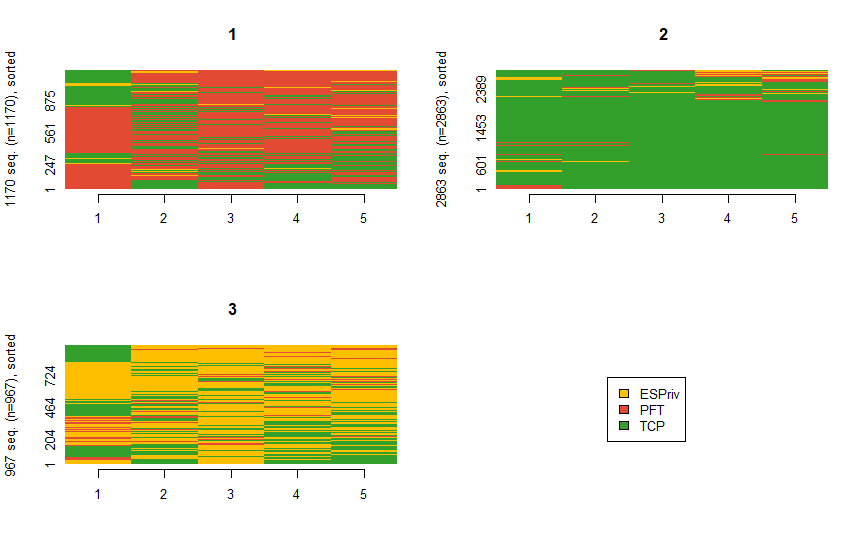 1
1170 seq. (n=1170), sorted
1 247 561 875
1 2 3 4 5
2
2863 seq. (n=2863), sorted
1 601 1453 2389
1 2 3 4 5
3
967 seq. (n=967), sorted
1 204 464 724
1 2 3 4 5
ESPriv
PFT
TCP